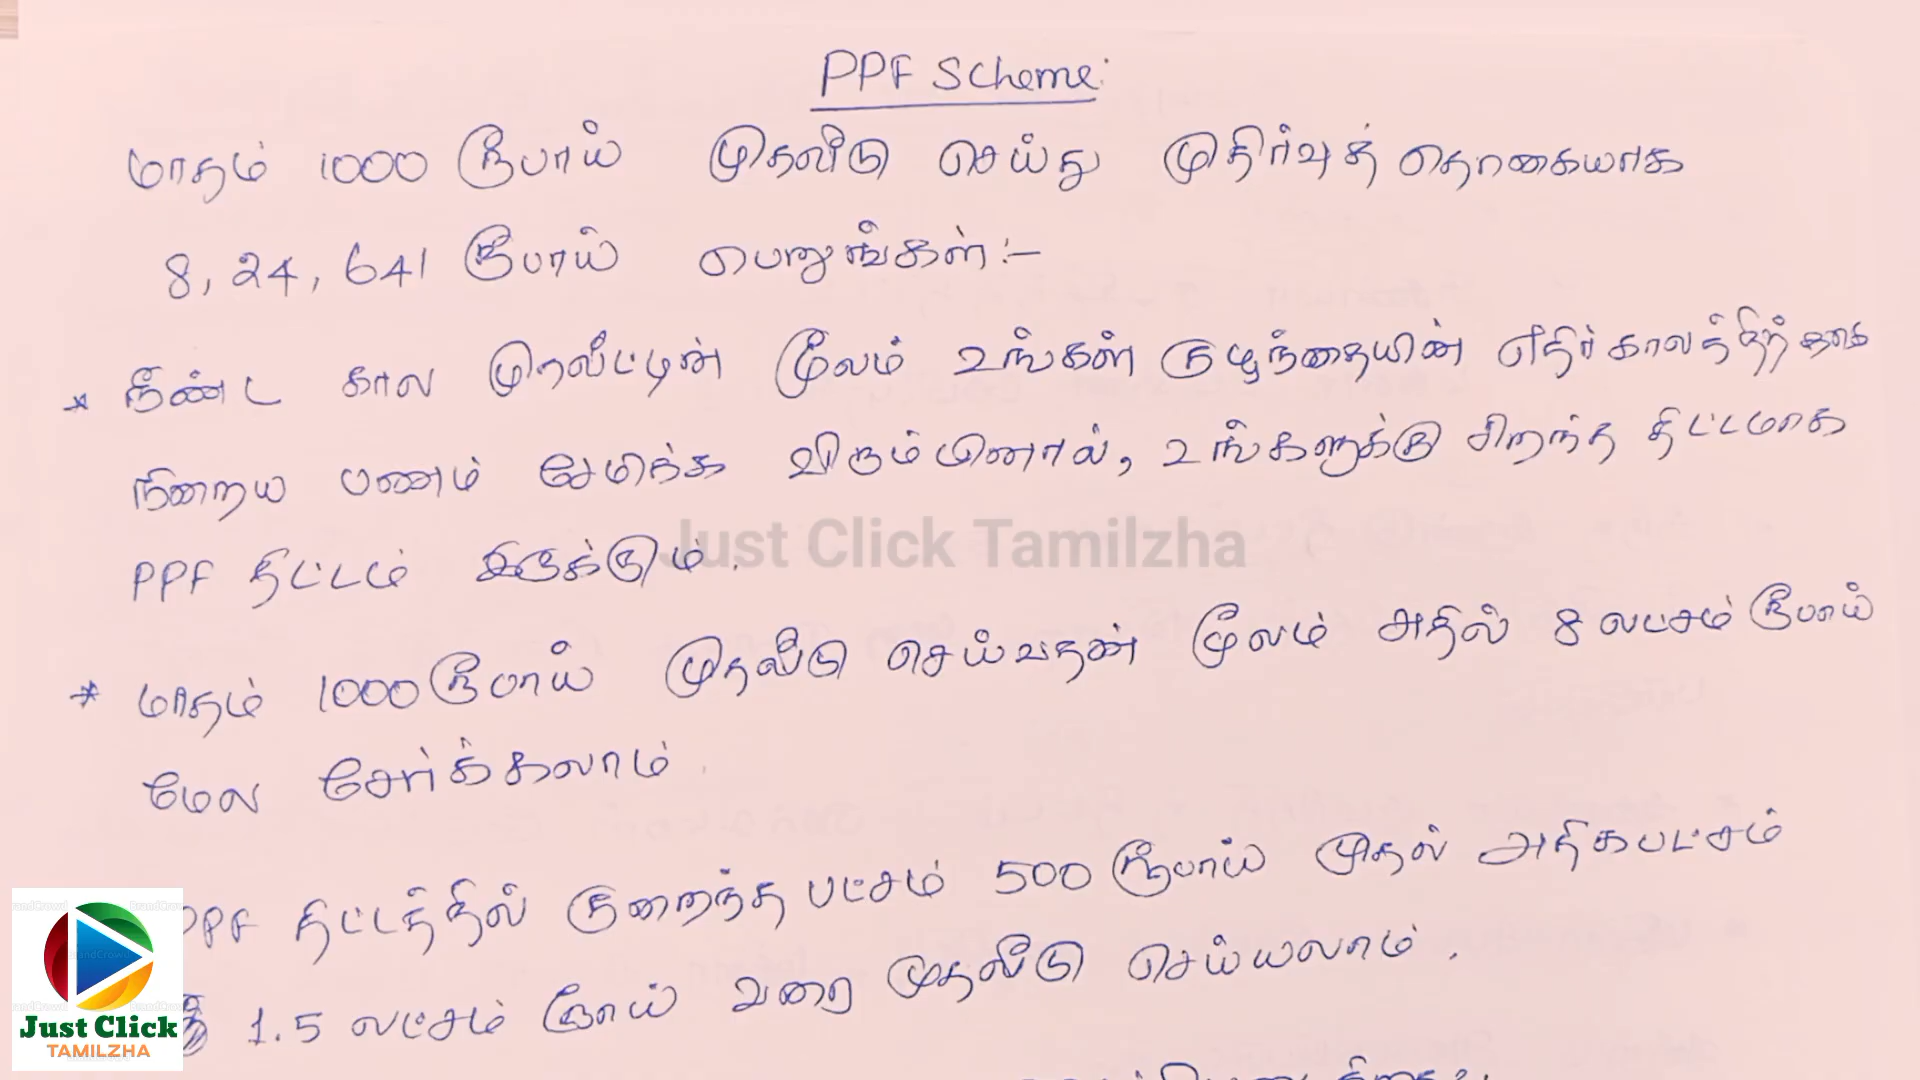 PPF Scheme:
மாதம் 1000 ரூபாய் முதலீடு செய்து முதிர்வுத் தொகையாக
8,24,641 ரூபாய் பெறுங்கள் :-
* நீண்ட கால முறலீட்டின் மூலம் உங்கள் குழந்தையின் எதிர்காலத்திற்காக
நிறைய பணம் சேமிக்க விரும்பினால், உங்களுக்கு சிறந்த திட்டமாக
PPF திட்டம் இருக்கும்.
Just Click Tamilzha
* மாதம் 1000 ரூபாய் முதலீடு செய்வதன் மூலம் அதில் 8 லட்சம் ரூபாய்
மேல சேர்க்கலாம்
PPF திட்டத்தில் குறைந்த பட்சம் 500 ரூபாய் முதல் அதிகபட்சம்
1.5 லட்சம் ரூபாய் வரை முதலீடு செய்யலாம்.
Just Click
TAMILZHA